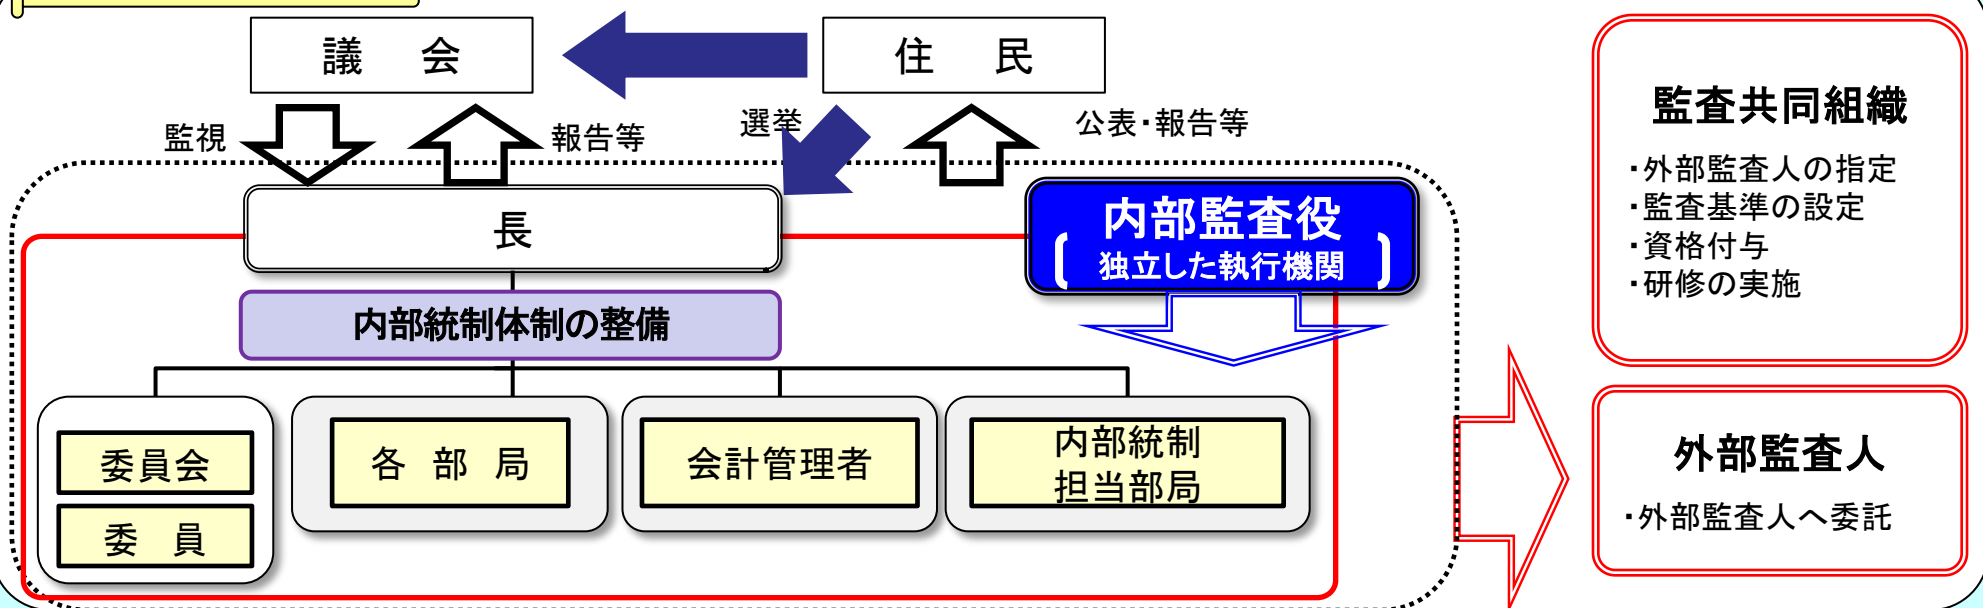 議　会
住　民
監視
報告等
選挙
公表・報告等
長
内部監査役
独立した執行機関
内部統制体制の整備
委員会
委　員
各　部　局
会計管理者
内部統制
担当部局
監査共同組織
・外部監査人の指定
・監査基準の設定
・資格付与
・研修の実施
外部監査人
・外部監査人へ委託